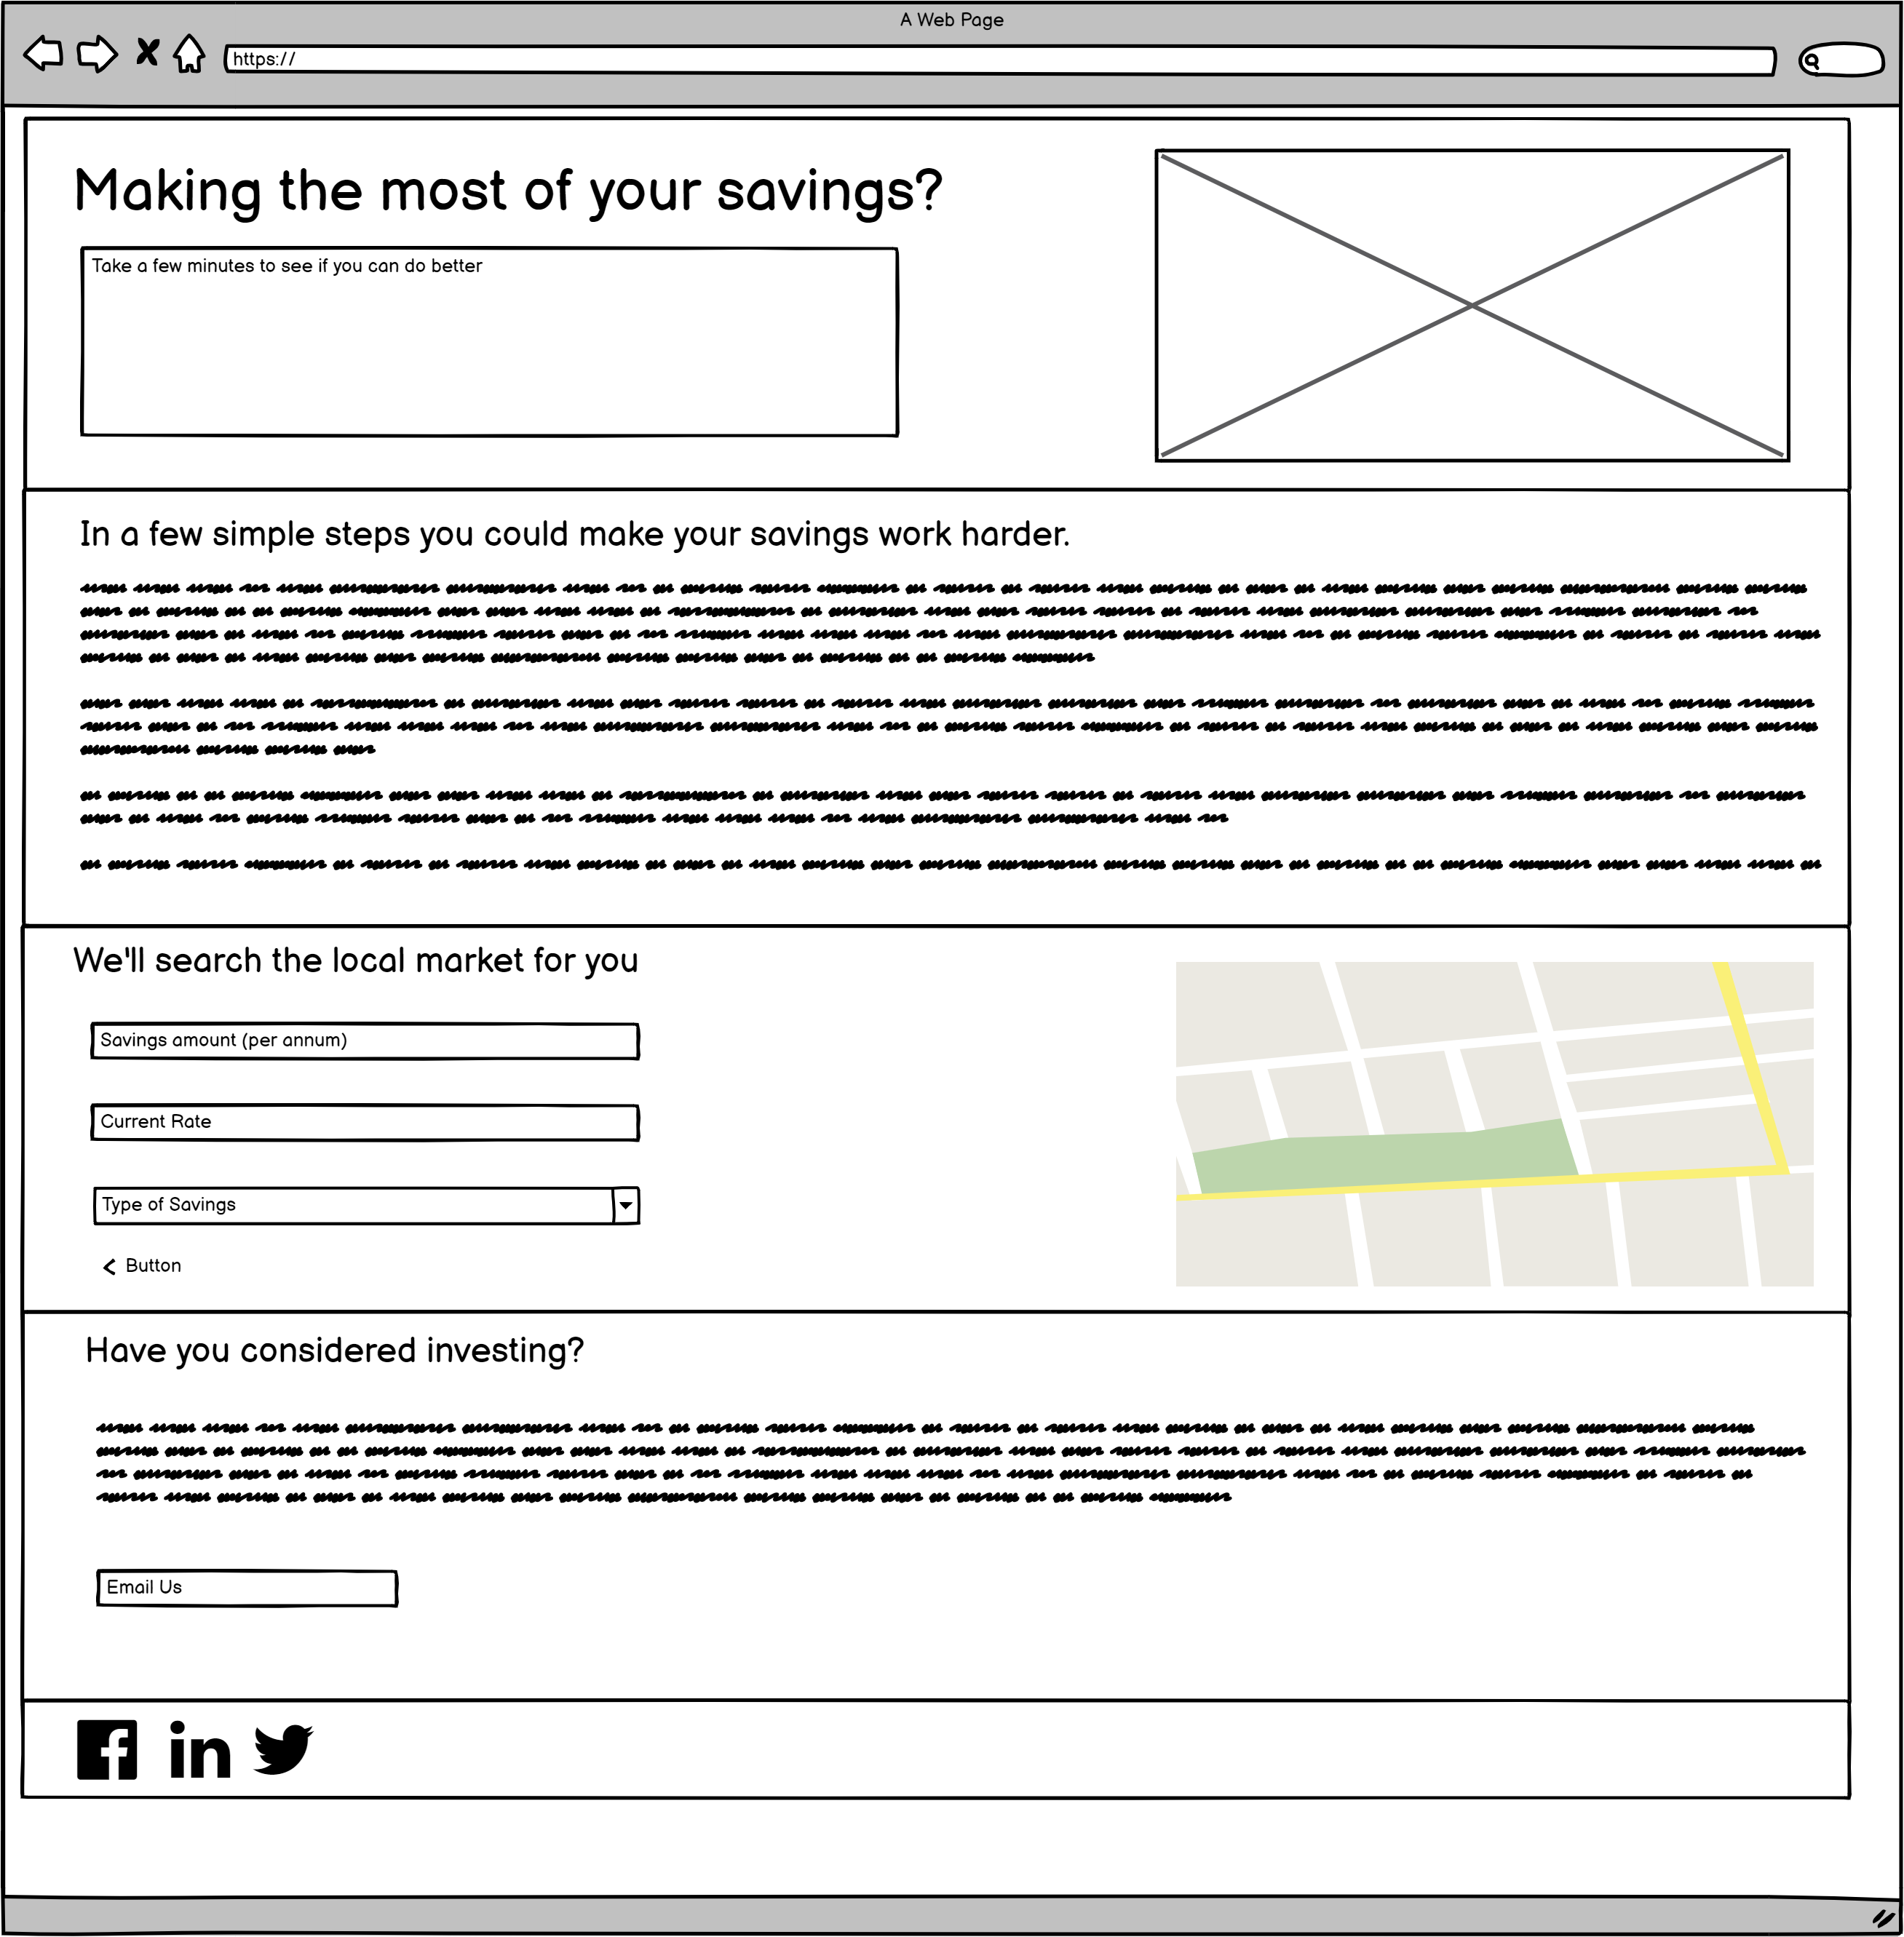 A Web Page
https://
Making the most of your savings?
Take a few minutes to see if you can do better
In a few simple steps you could make your savings work harder.
We'll search the local market for you
Savings amount (per annum)
Current Rate
Type of Savings
Button
Have you considered investing?
Email Us
f
in